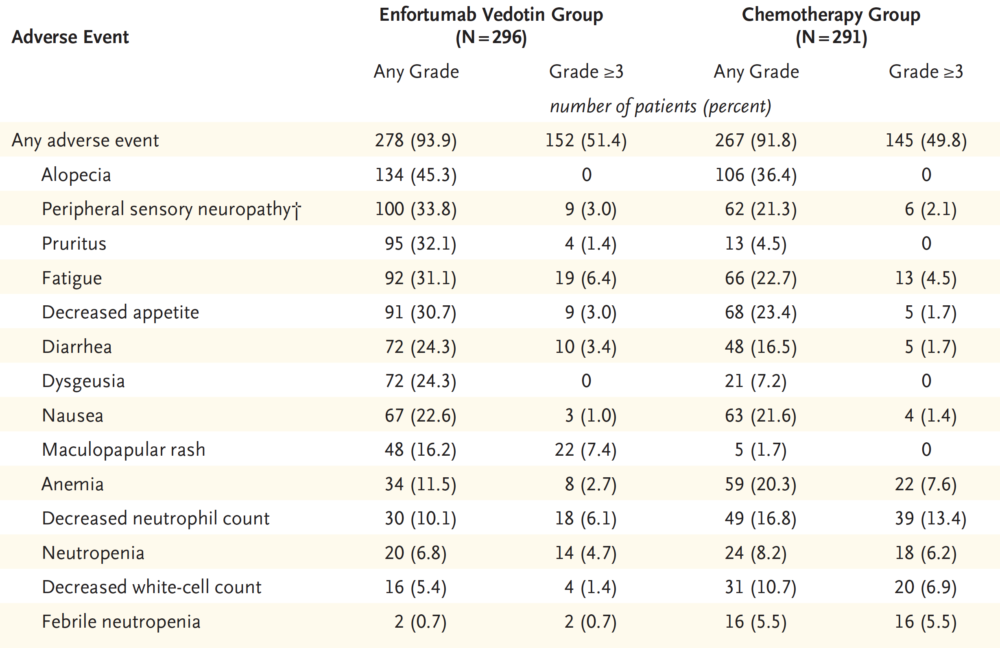 Enfortumab Vedotin Group Chemotherapy Group
Adverse Event (N=296) (N=291)
Any Grade Grade ≥3 Any Grade Grade ≥3
number of patients (percent)
Any adverse event 278 (93.9) 152 (51.4) 267 (91.8) 145 (49.8)
Alopecia 134 (45.3) 0 106 (36.4) 0
Peripheral sensory neuropathy† 100 (33.8) 9 (3.0) 62 (21.3) 6 (2.1)
Pruritus 95 (32.1) 4 (1.4) 13 (4.5) 0
Fatigue 92 (31.1) 19 (6.4) 66 (22.7) 13 (4.5)
Decreased appetite 91 (30.7) 9 (3.0) 68 (23.4) 5 (1.7)
Diarrhea 72 (24.3) 10 (3.4) 48 (16.5) 5 (1.7)
Dysgeusia 72 (24.3) 0 21 (7.2) 0
Nausea 67 (22.6) 3 (1.0) 63 (21.6) 4 (1.4)
Maculopapular rash 48 (16.2) 22 (7.4) 5 (1.7) 0
Anemia 34 (11.5) 8 (2.7) 59 (20.3) 22 (7.6)
Decreased neutrophil count 30 (10.1) 18 (6.1) 49 (16.8) 39 (13.4)
Neutropenia 20 (6.8) 14 (4.7) 24 (8.2) 18 (6.2)
Decreased white-cell count 16 (5.4) 4 (1.4) 31 (10.7) 20 (6.9)
Febrile neutropenia 2 (0.7) 2 (0.7) 16 (5.5) 16 (5.5)